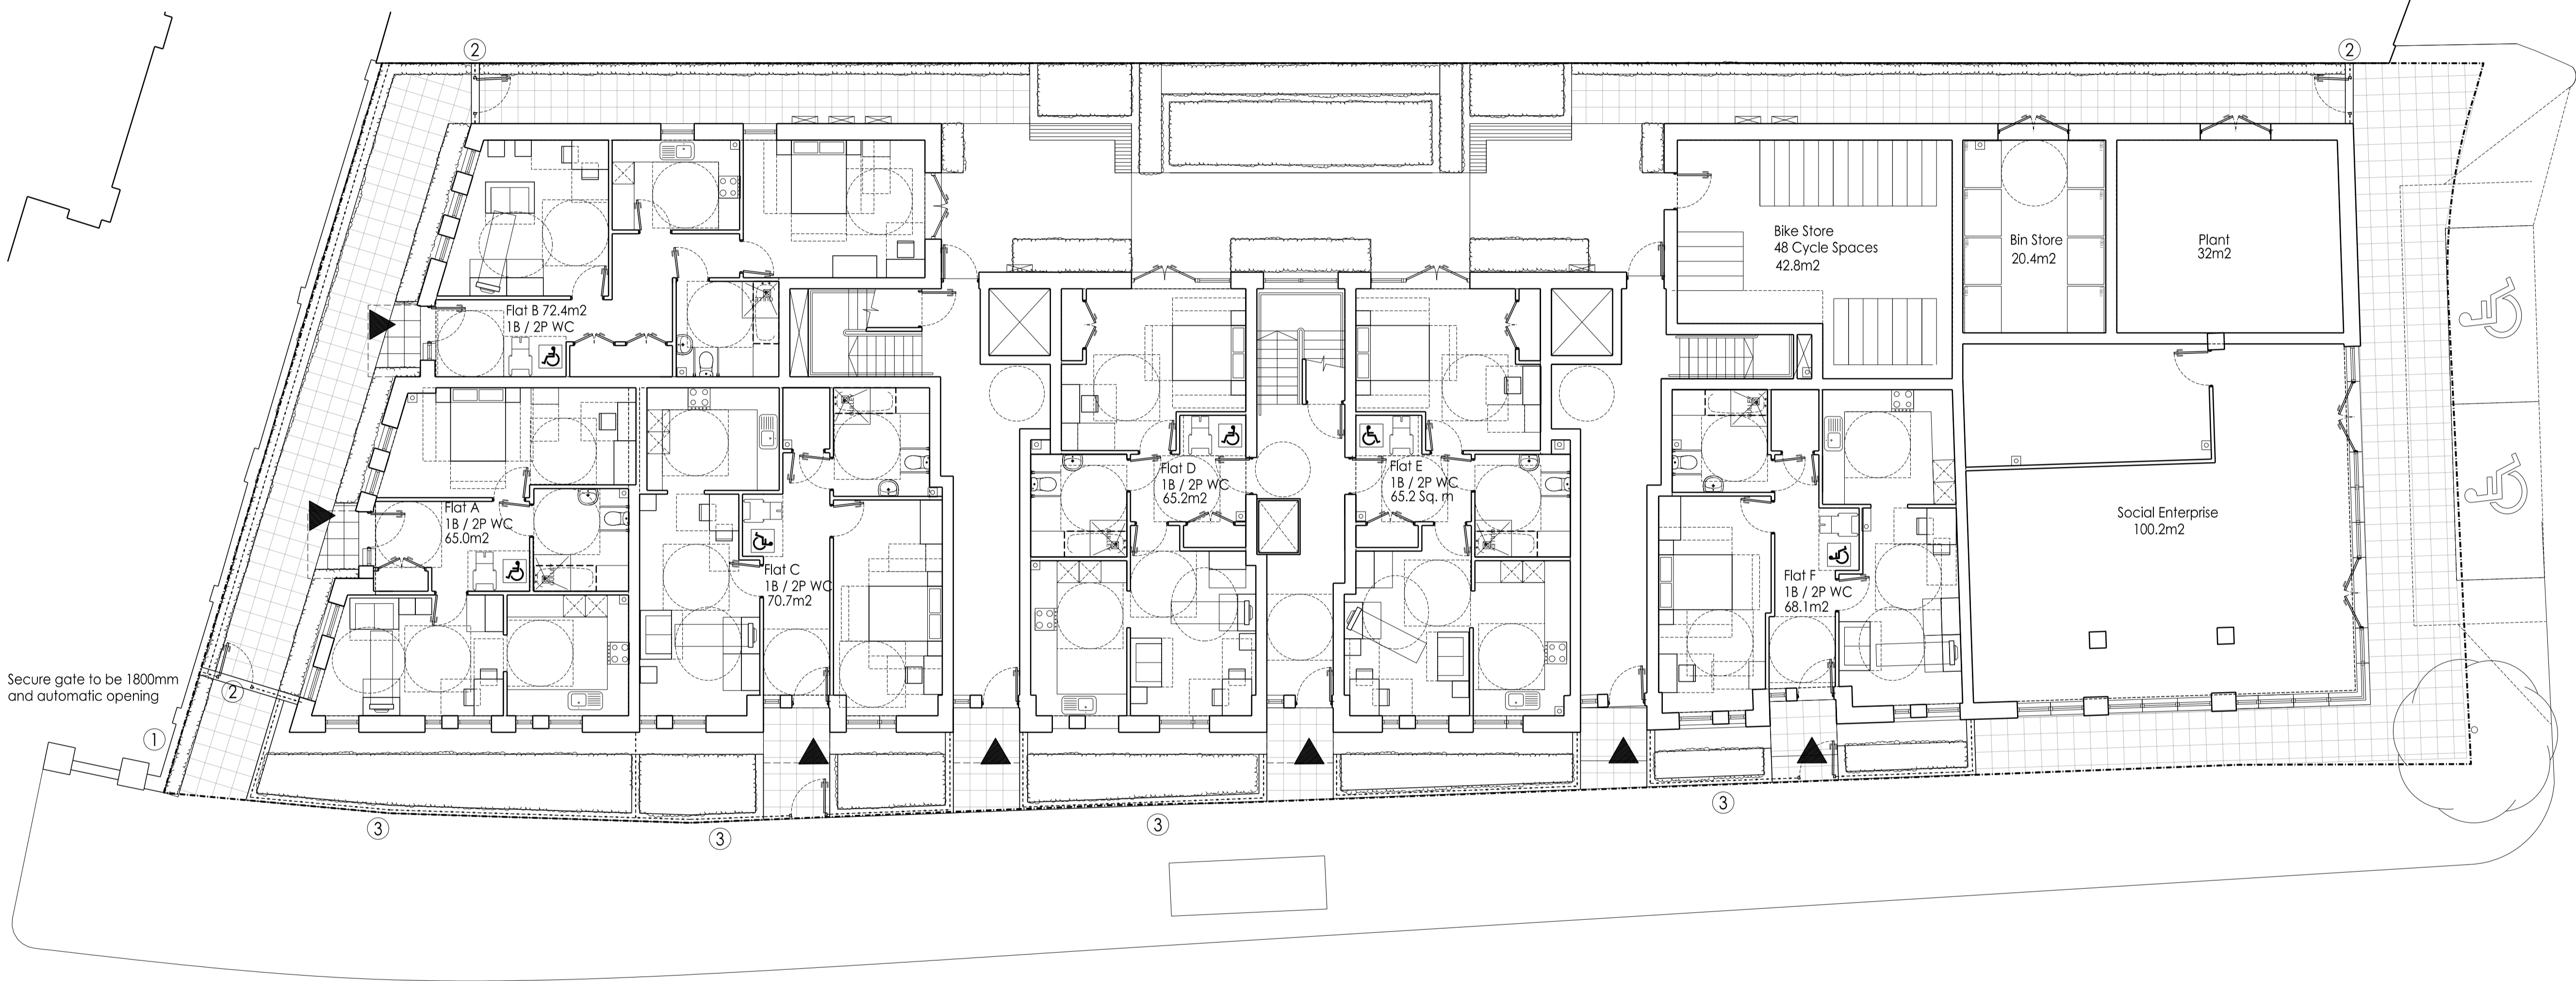 2
2
Bike Store
48 Cycle Spaces
42.8m2
Bin Store
20.4m2
Plant
32m2
Flat B 72.4m2
1B / 2P WC
Flat D
1B / 2P WC
65.2m2
Flat E
1B / 2P WC
65.2 Sq. m
Flat A
1B / 2P WC
65.0m2
Social Enterprise
100.2m2
Flat C
1B / 2P WC
70.7m2
Flat F
1B / 2P WC
68.1m2
Secure gate to be 1800mm
and automatic opening
2
1
3
3
3
3